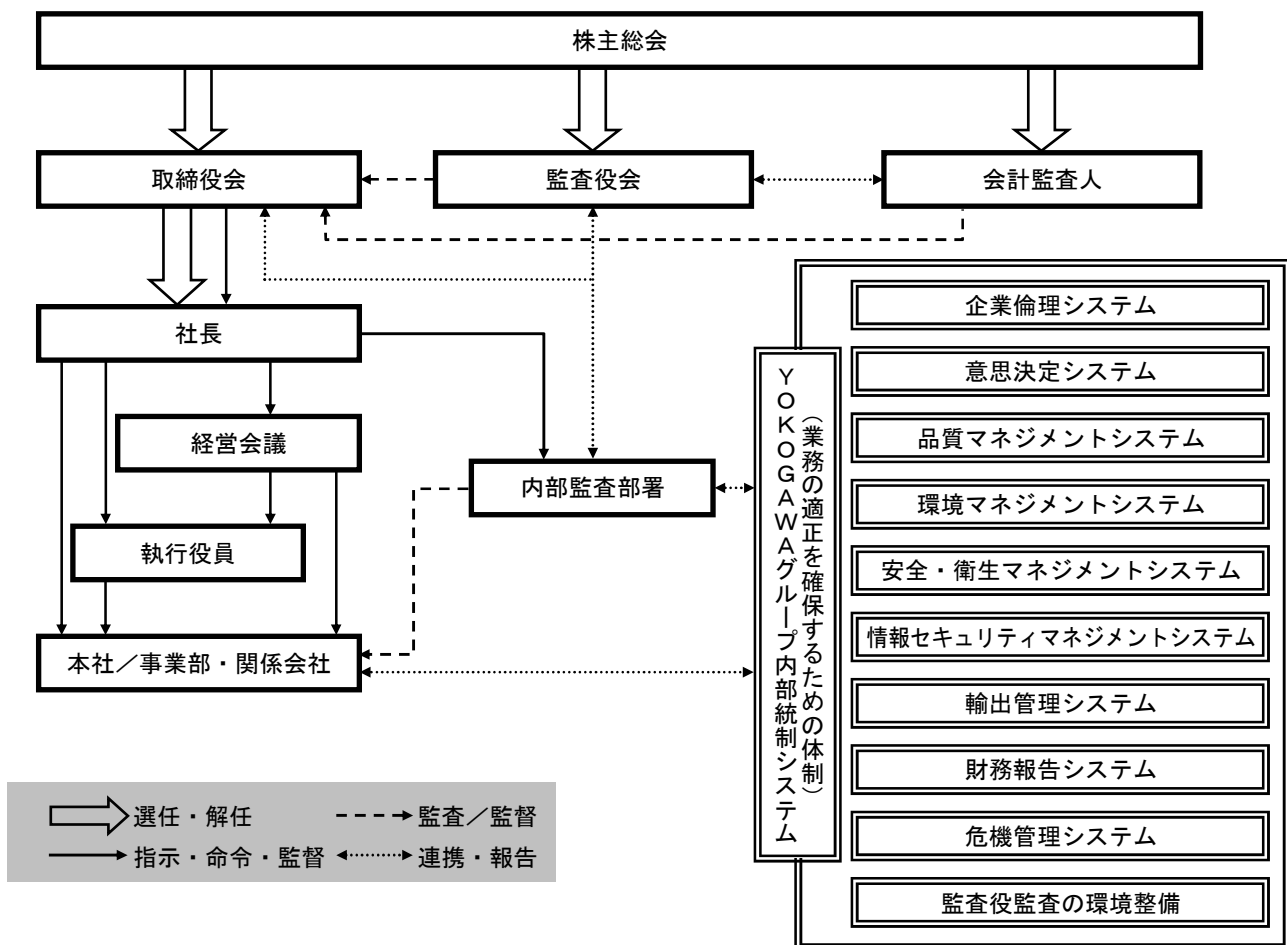 株主総会
取締役会
監査役会
会計監査人
社長
経営会議
執行役員
本社／事業部・関係会社
内部監査部署
ＹＯＫＯＧＡＷＡグループ内部統制システム
（業務の適正を確保するための体制）
企業倫理システム
意思決定システム
品質マネジメントシステム
環境マネジメントシステム
安全・衛生マネジメントシステム
情報セキュリティマネジメントシステム
輸出管理システム
財務報告システム
危機管理システム
監査役監査の環境整備
選任・解任
監査／監督
指示・命令・監督
連携・報告